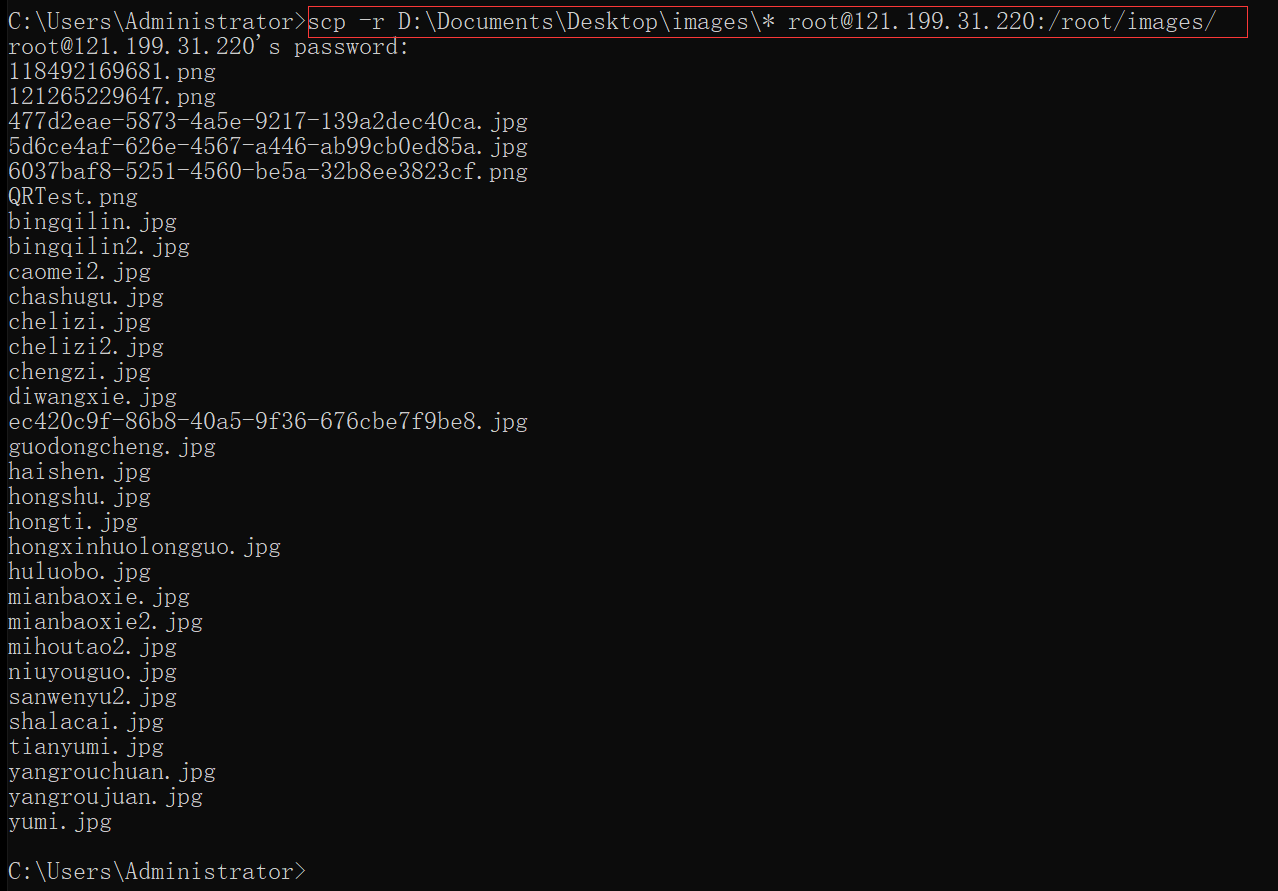 C:\Users\Administrator>scp -r D:\Documents\Desktop\images\* root@121.199.31.220:/root/images/
root@121.199.31.220's password:
118492169681.png
121265229647.png
477d2eae-5873-4a5e-9217-139a2dec40ca.jpg
5d6ce4af-626e-4567-a446-ab99cb0ed85a.jpg
6037baf8-5251-4560-be5a-32b8ee3823cf.png
QRTest.png
bingqilin.jpg
bingqilin2.jpg
caomei2.jpg
chashugu.jpg
chelizi.jpg
chelizi2.jpg
chengzi.jpg
diwangxie.jpg
ec420c9f-86b8-40a5-9f36-676cbe7f9be8.jpg
guodongcheng.jpg
haishen.jpg
hongshu.jpg
hongti.jpg
hongxinhuolongguo.jpg
huluobo.jpg
mianbaoxie.jpg
mianbaoxie2.jpg
mihoutao2.jpg
niuyouguo.jpg
sanwenyu2.jpg
shalacai.jpg
tianyumi.jpg
yangrouchuan.jpg
yangroujuan.jpg
yumi.jpg
C:\Users\Administrator>